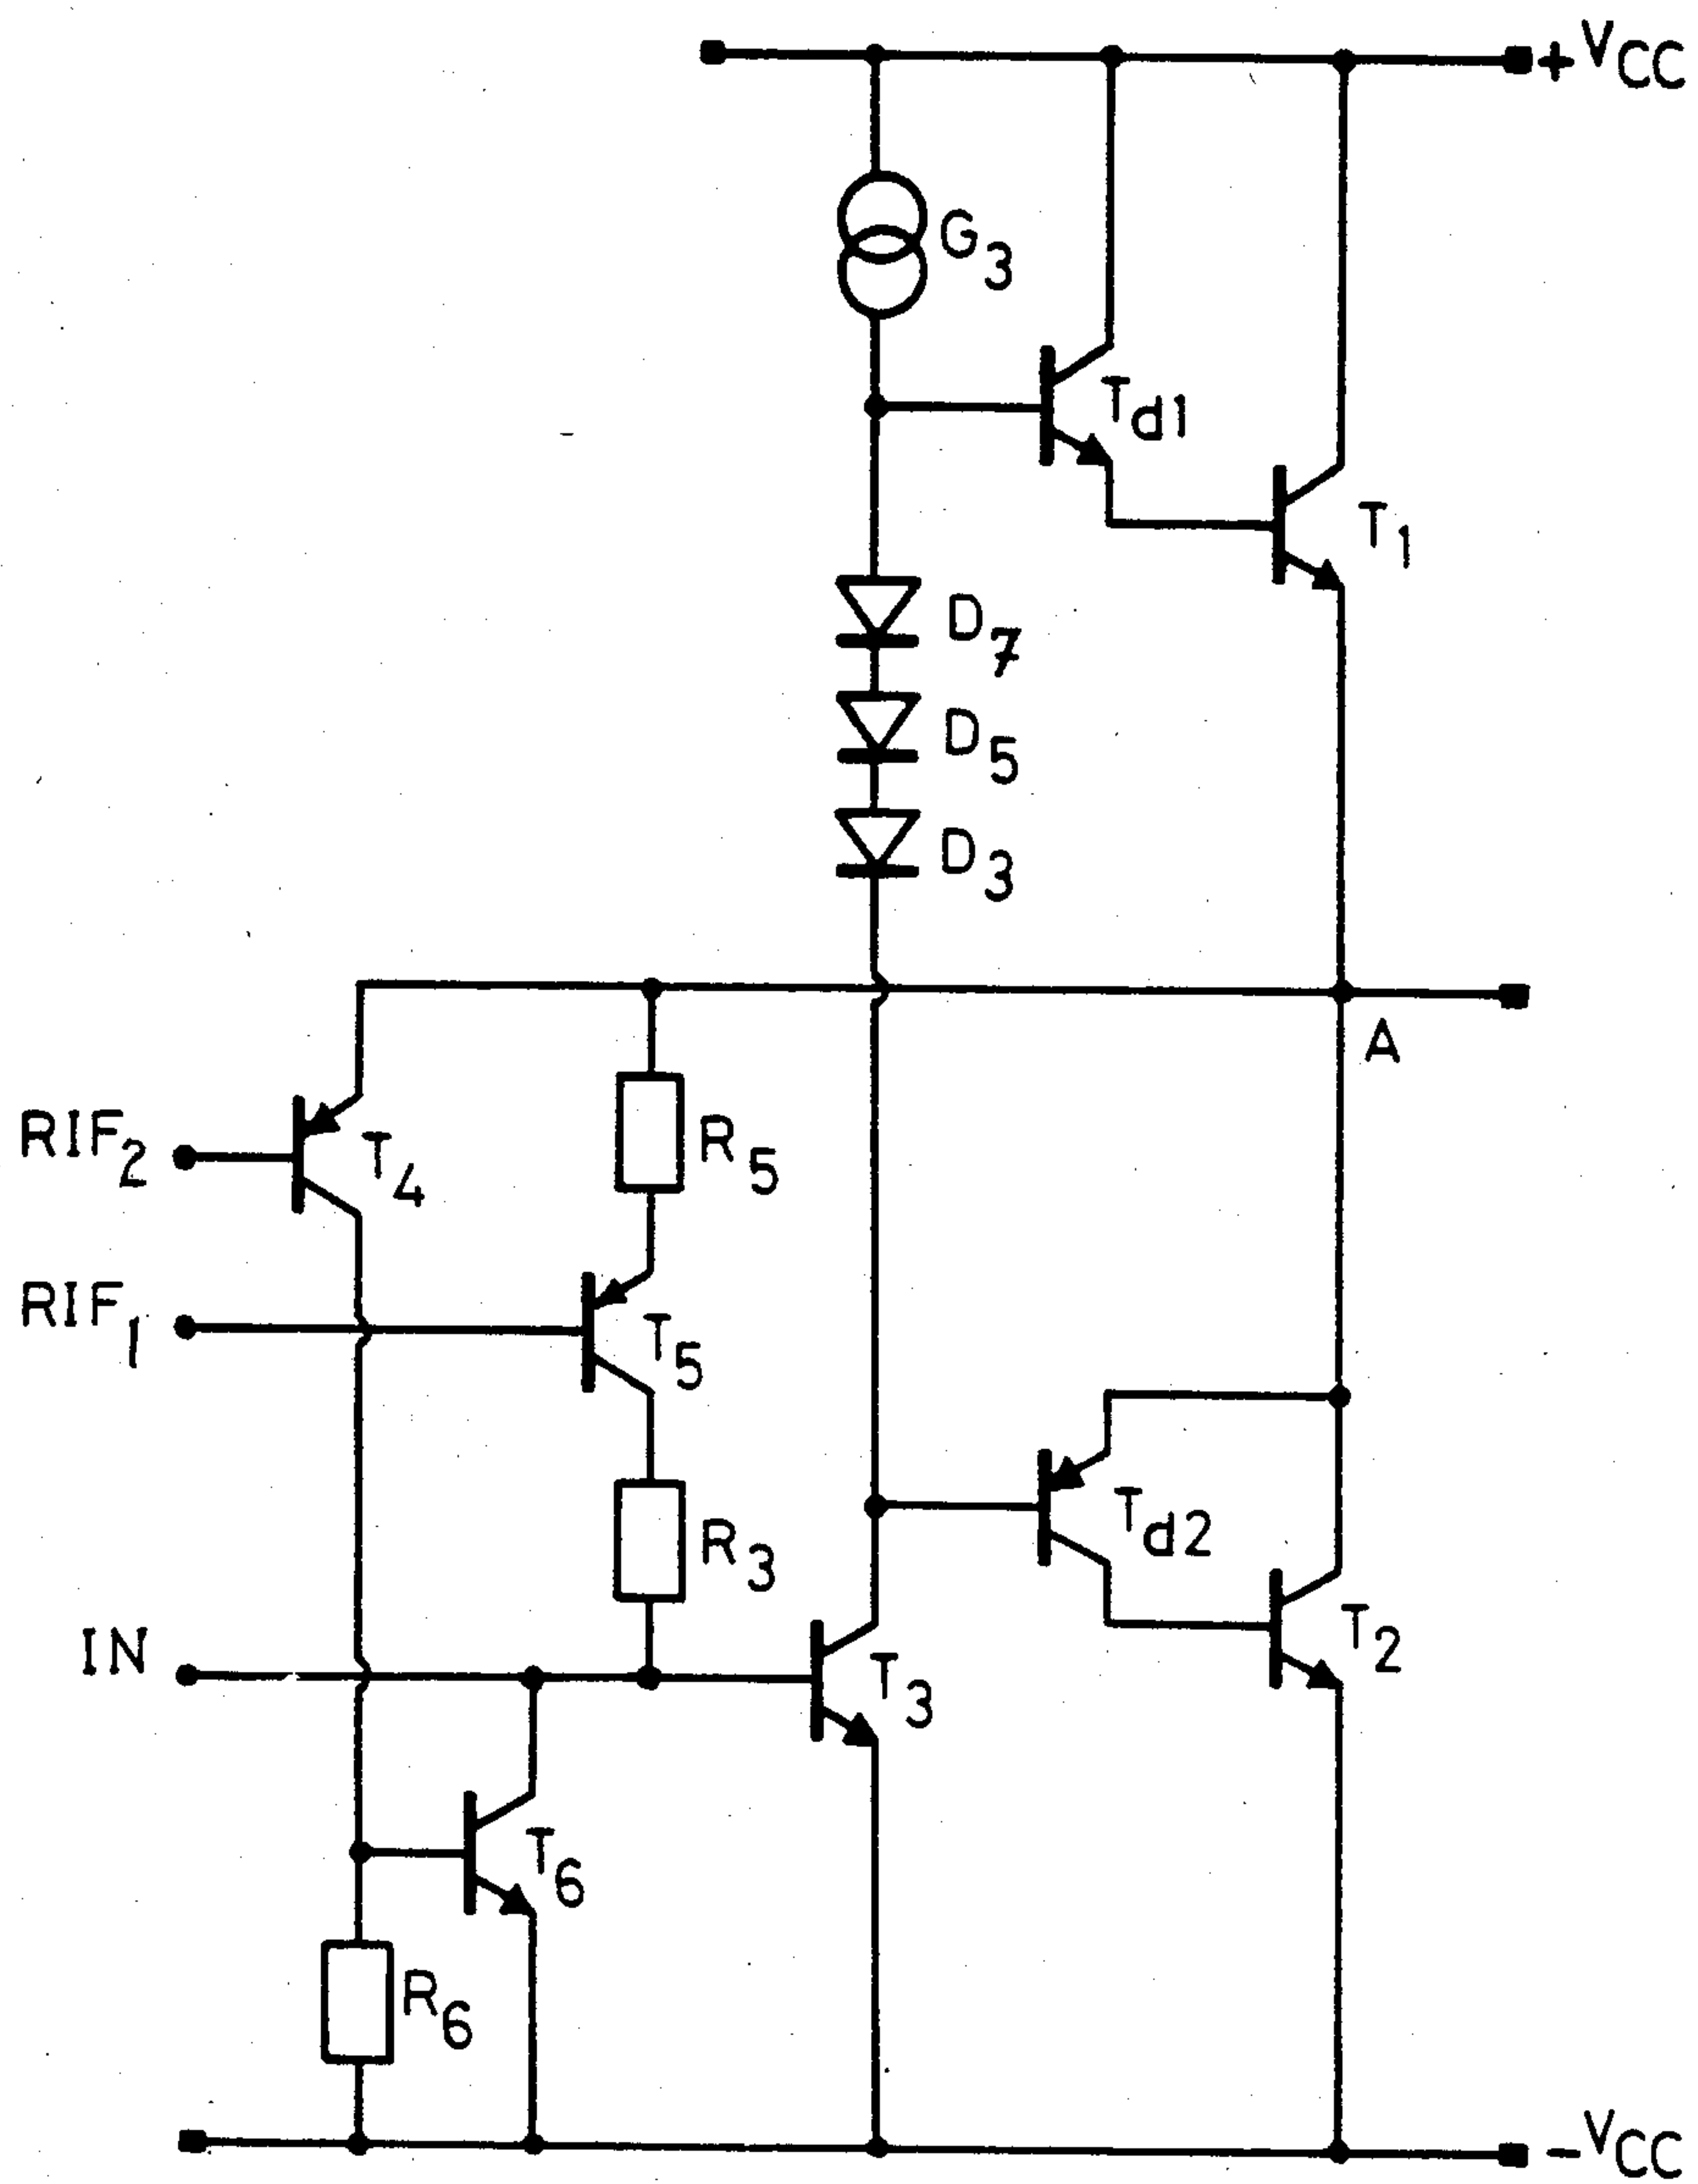 +VCC
G3
Td1
T1
D7
D5
D3
A
RIF2
T4
R5
RIF1
T5
Td2
R3
T2
IN
T3
T6
R6
-VCC